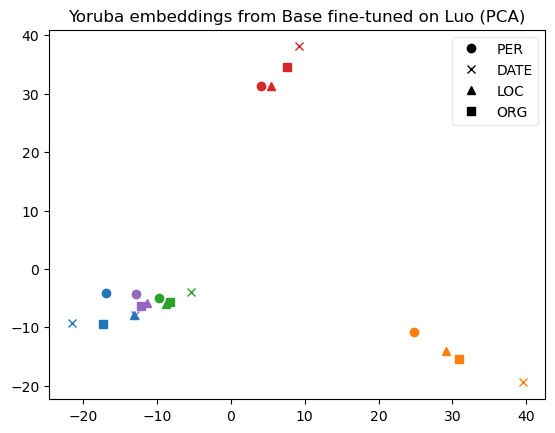 Yoruba embeddings from Base fine-tuned on Luo (PCA)
40
30
20
10
0
−10
−20
PER
DATE
LOC
ORG
−20 −10 0 10 20 30 40